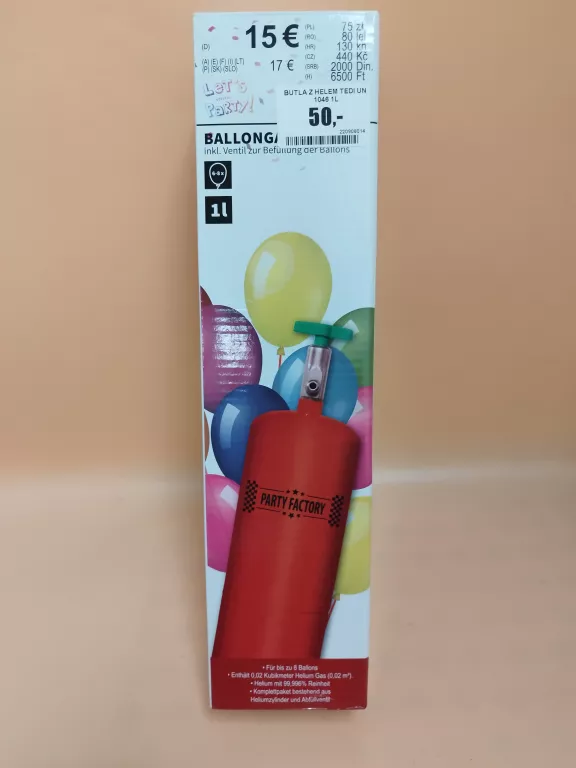 (D) 15 €
(A) (E) (F) (I) (LT)
(P) (SK) (SLO) 17 €
(PL) 75 zł
(RO) 80 lei
(HR) 130 kn
(CZ) 440 Kč
(SRB) 2000 Din.
(H) 6500 Ft
LET'S
PARTY!
BUTLA Z HELEM TEDI UN
1046 1L
50,-
BALLONGA
inkl. Ventil zur Befüllung der Ballons
6-8 x
1l
PARTY FACTORY
• Für bis zu 8 Ballons
• Enthält 0,02 Kubikmeter Helium Gas (0,02 m³).
• Helium mit 99,996% Reinheit
• Komplettpaket bestehend aus
Heliumzylinder und Abfüllventil